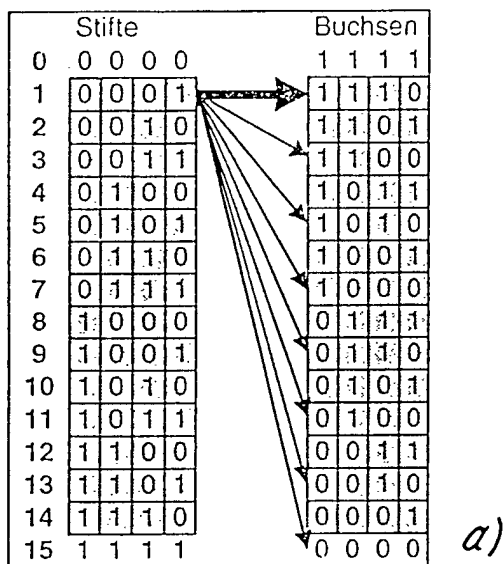 Stifte Buchsen
0 0 0 0 0 1 1 1 1
1 0 0 0 1 1 1 1 0
2 0 0 1 0 1 1 0 1
3 0 0 1 1 1 1 0 0
4 0 1 0 0 1 0 1 1
5 0 1 0 1 1 0 1 0
6 0 1 1 0 1 0 0 1
7 0 1 1 1 1 0 0 0
8 1 0 0 0 0 1 1 1
9 1 0 0 1 0 1 1 0
10 1 0 1 0 0 1 0 1
11 1 0 1 1 0 1 0 0
12 1 1 0 0 0 0 1 1
13 1 1 0 1 0 0 1 0
14 1 1 1 0 0 0 0 1
a)
15 1 1 1 1 0 0 0 0